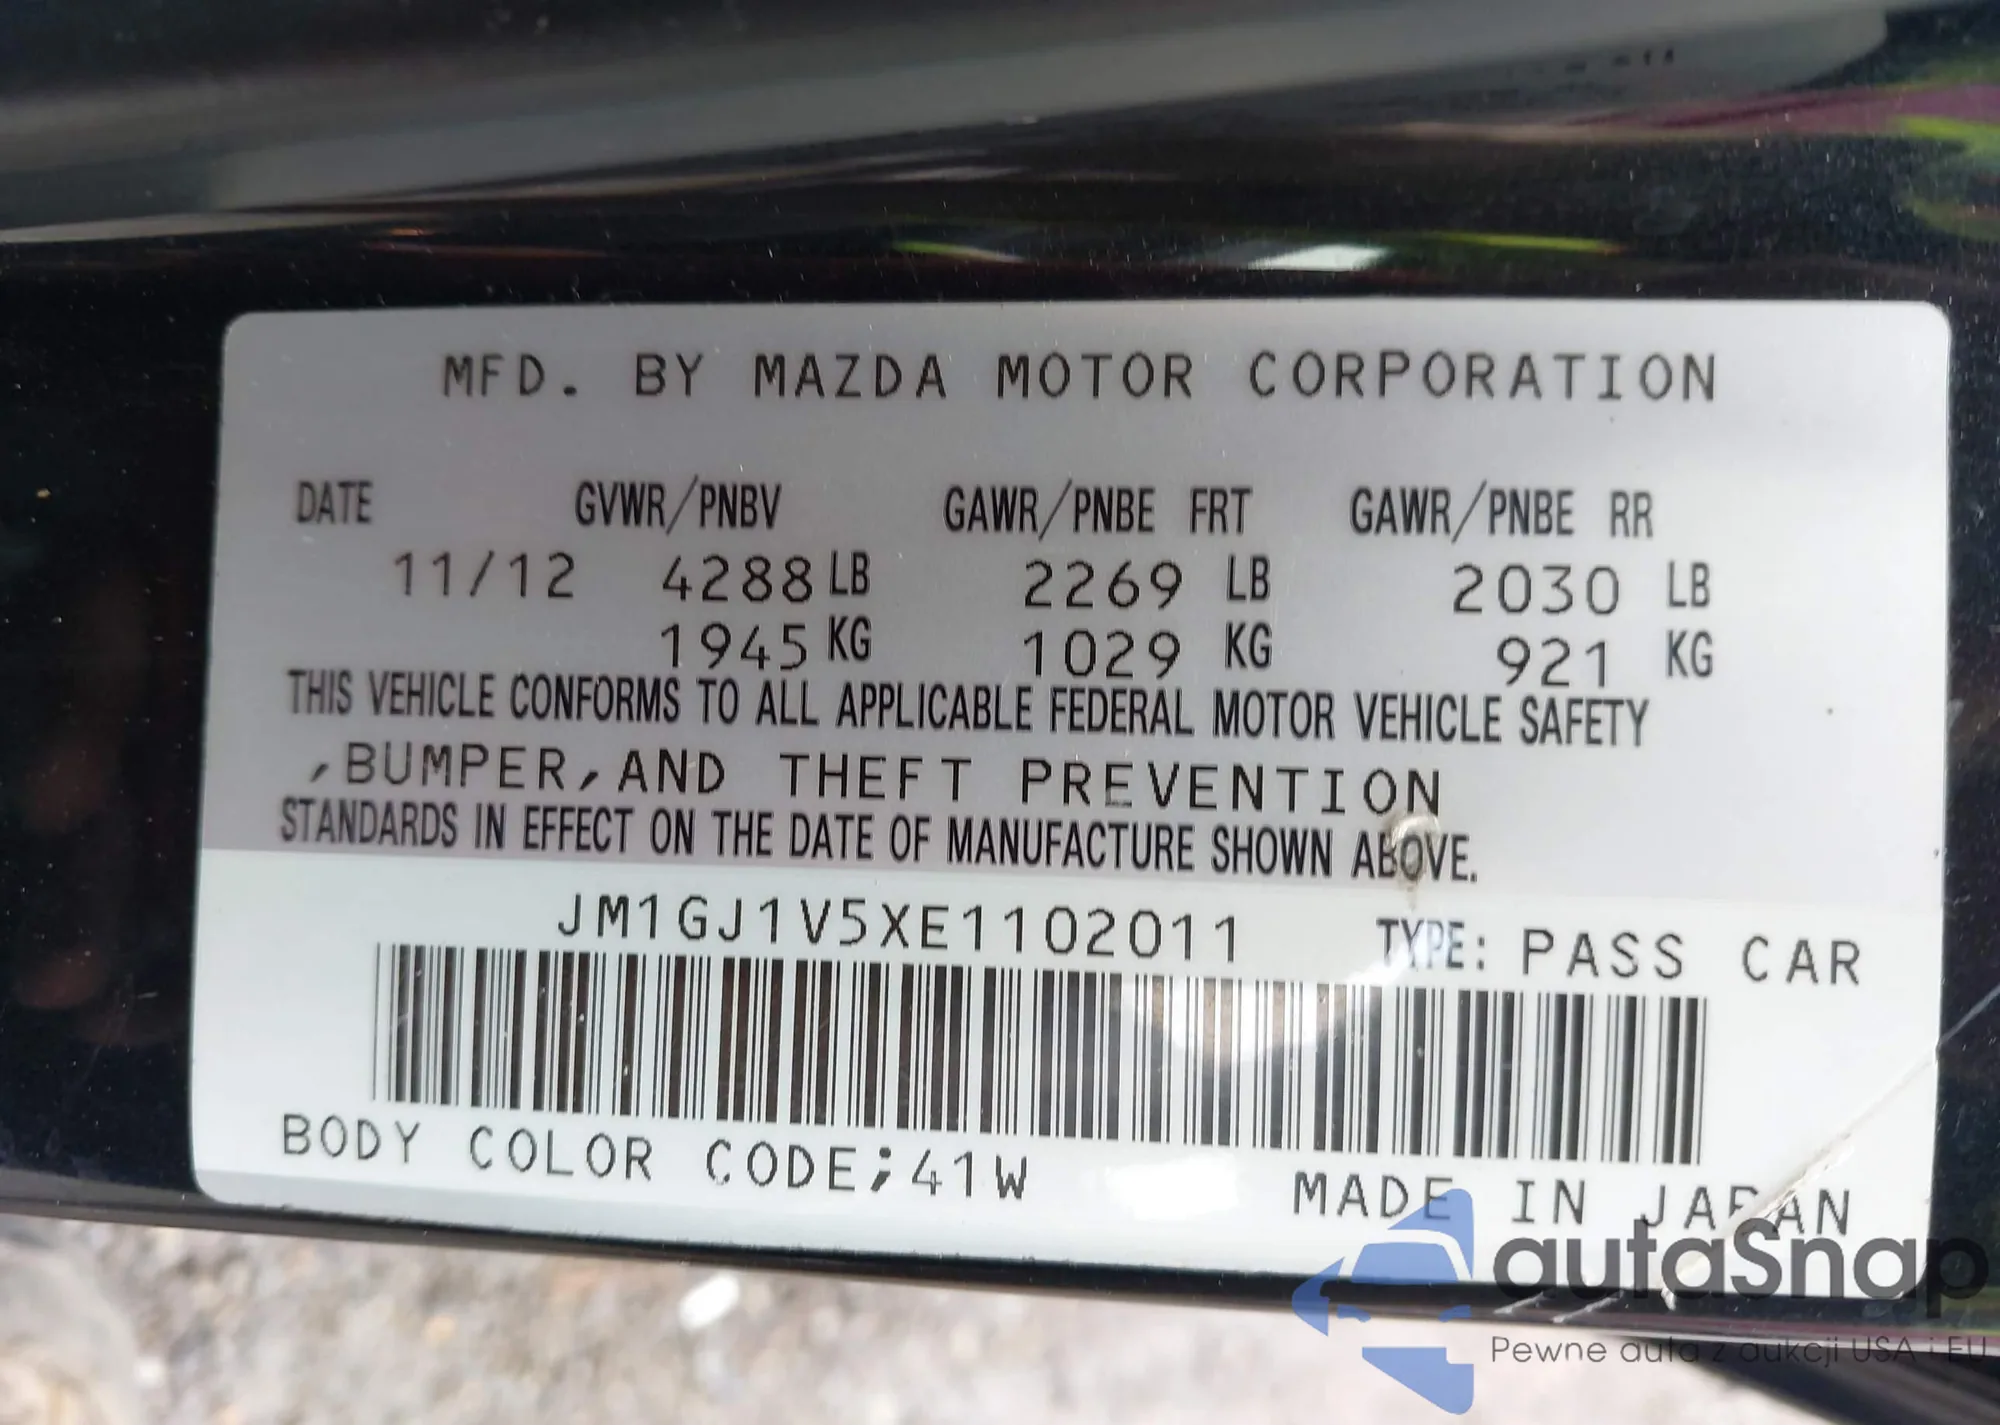 MFD. BY MAZDA MOTOR CORPORATION
DATE GVWR/PNBV GAWR/PNBE FRT GAWR/PNBE RR
11/12 4288 LB 2269 LB 2030 LB
1945 KG 1029 KG 921 KG
THIS VEHICLE CONFORMS TO ALL APPLICABLE FEDERAL MOTOR VEHICLE SAFETY
,BUMPER,AND THEFT PREVENTION
STANDARDS IN EFFECT ON THE DATE OF MANUFACTURE SHOWN ABOVE.
JM1GJ1V5XE1102011 TYPE: PASS CAR
BODY COLOR CODE;41W
MADE IN JAPAN
autaSnap
Pewne auta z aukcji USA i EU